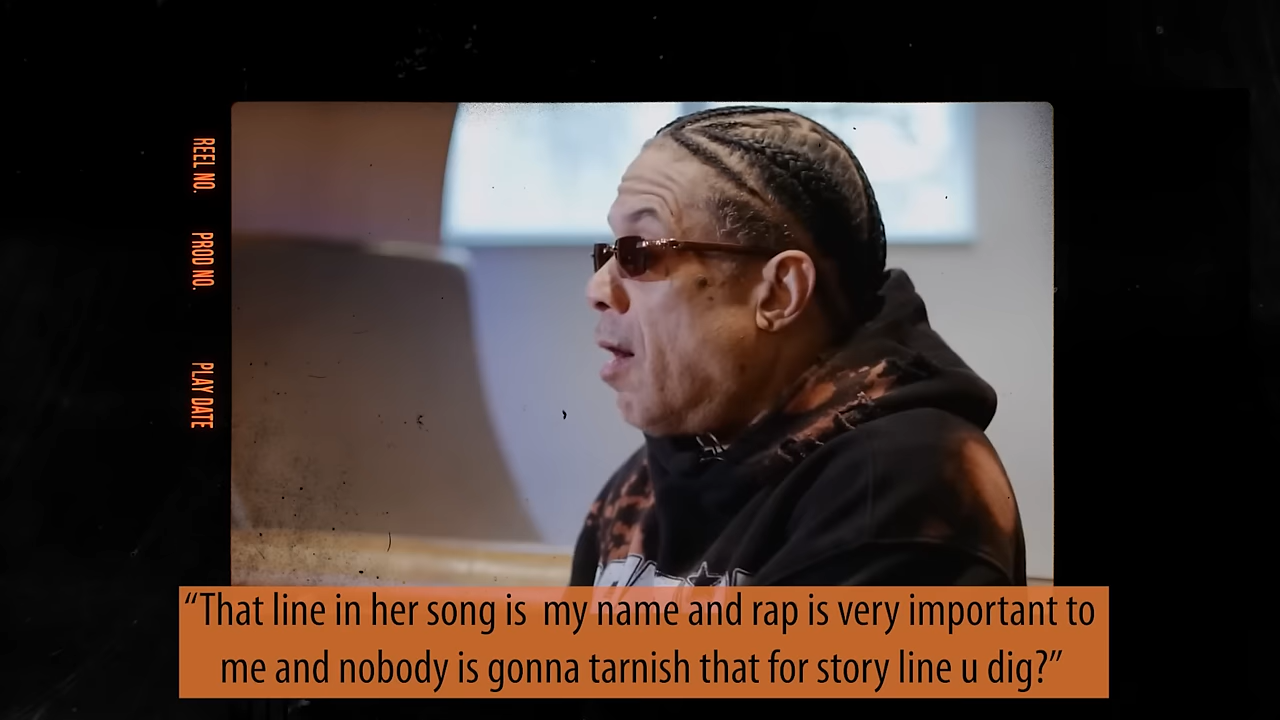 REEL NO.
PROD NO.
PLAY DATE
“That line in her song is  my name and rap is very important to
me and nobody is gonna tarnish that for story line u dig?”